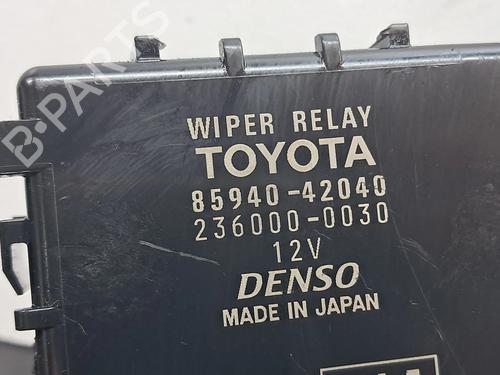 WIPER RELAY
TOYOTA
85940-42040
236000-0030
12V
DENSO
MADE IN JAPAN
B-PARTS